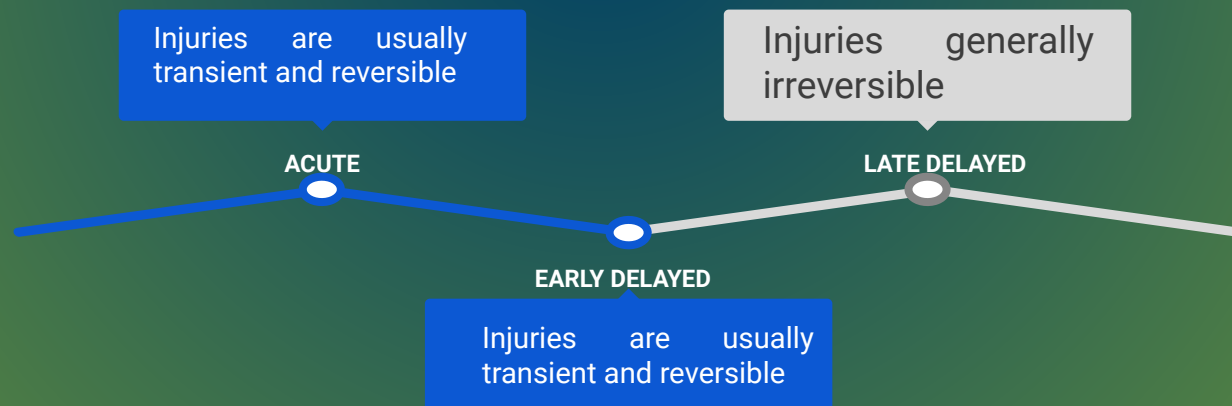 Injuries are usually
transient and reversible
Injuries generally
irreversible
ACUTE
LATE DELAYED
EARLY DELAYED
Injuries are usually
transient and reversible